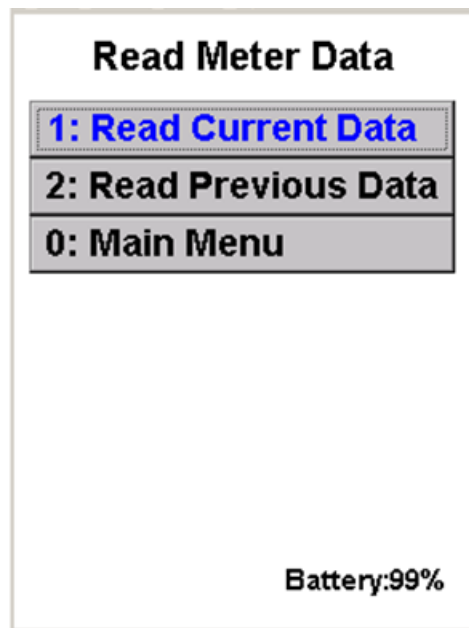 Read Meter Data
1: Read Current Data
2: Read Previous Data
0: Main Menu
Battery:99%